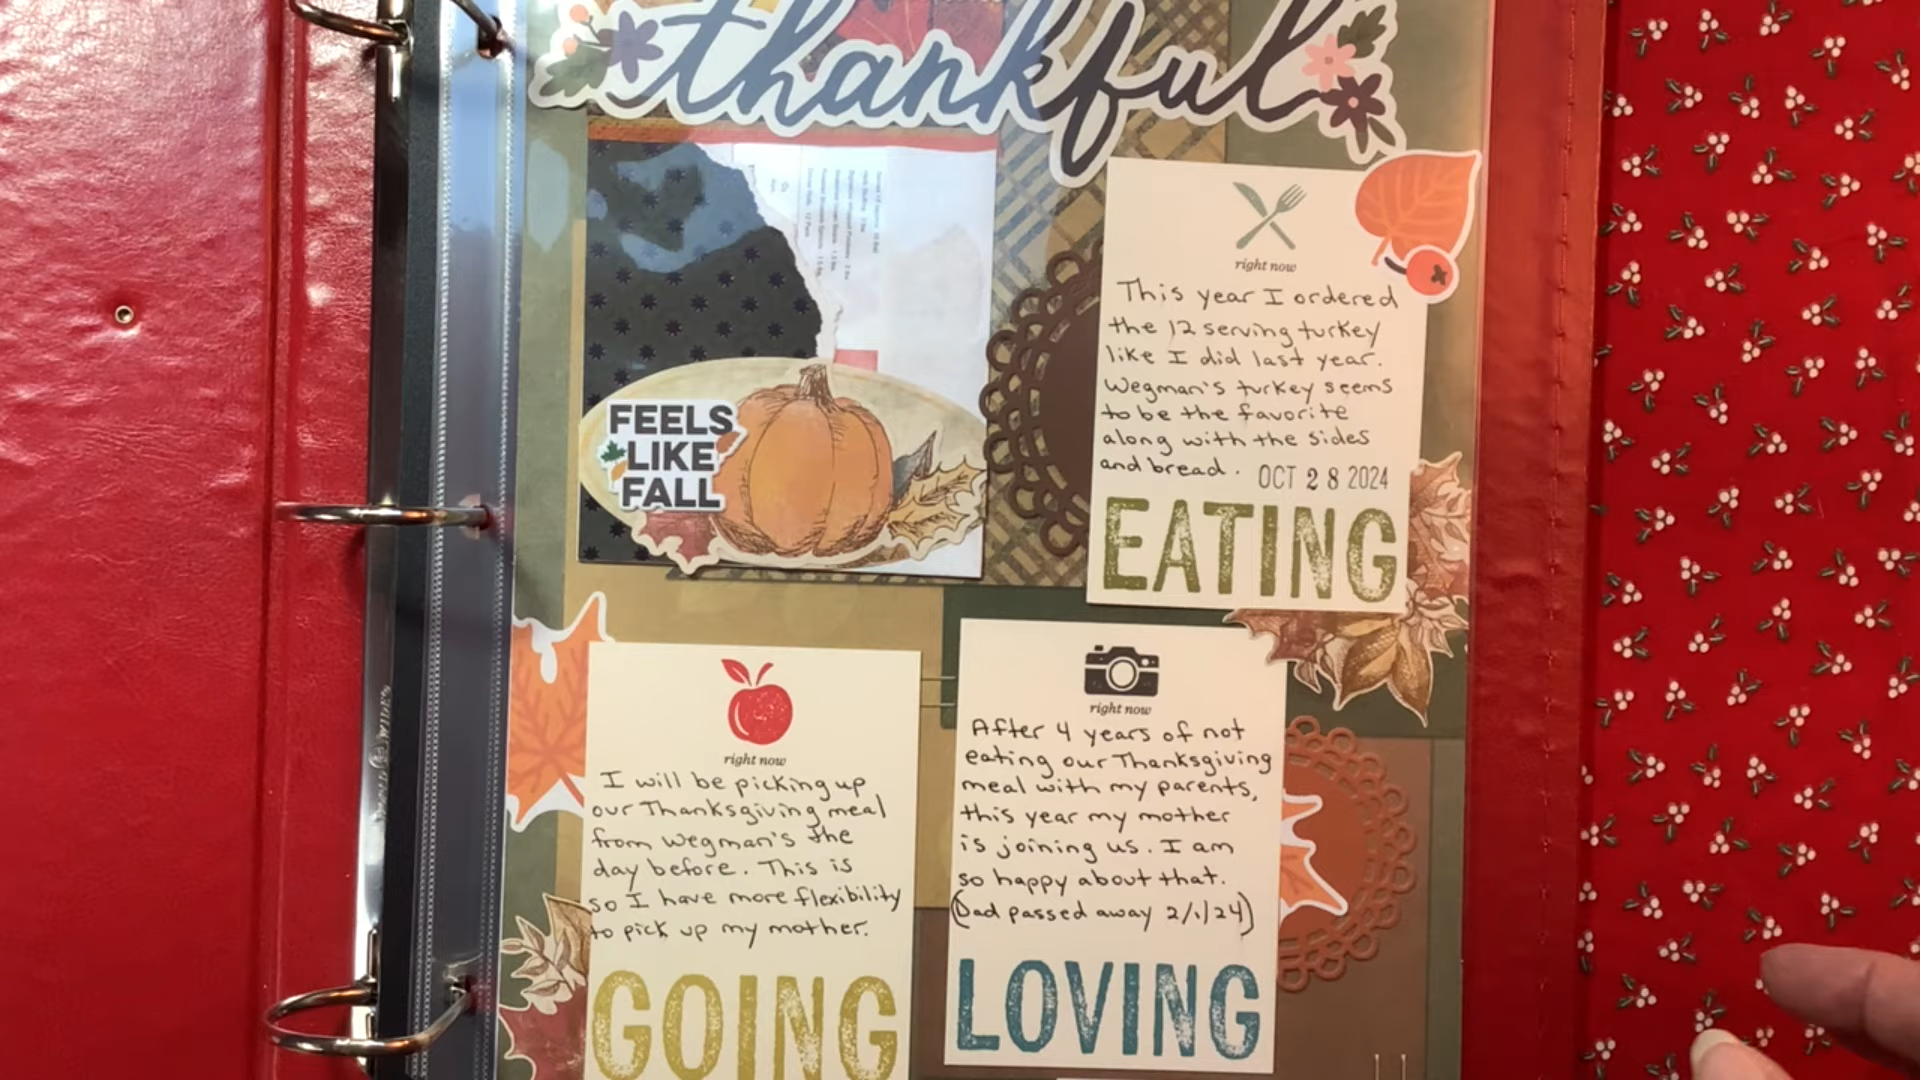 thankful
FEELS
LIKE
FALL
right now
This year I ordered
the 12 serving turkey
like I did last year.
Wegman's turkey seems
to be the favorite
along with the sides
and bread.
OCT 28 2024
EATING
right now
I will be picking up
our Thanksgiving meal
from Wegman's the
day before. This is
so I have more flexibility
to pick up my mother.
GOING
right now
After 4 years of not
eating our Thanksgiving
meal with my parents,
this year my mother
is joining us. I am
so happy about that.
(Dad passed away 2/1/24)
LOVING